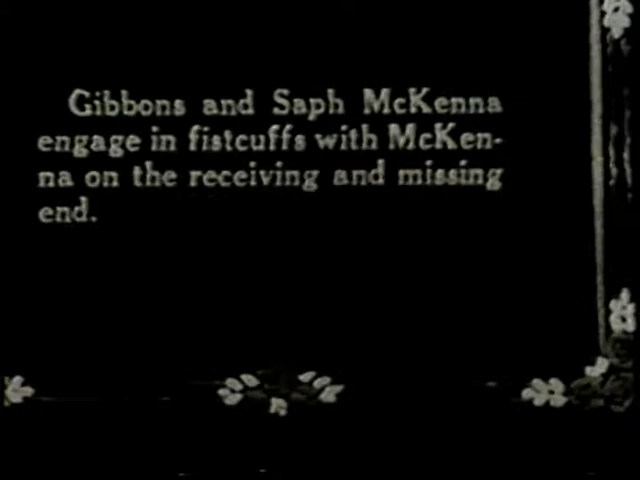 Gibbons and Saph McKenna
engage in fistcuffs with McKen-
na on the receiving and missing
end.